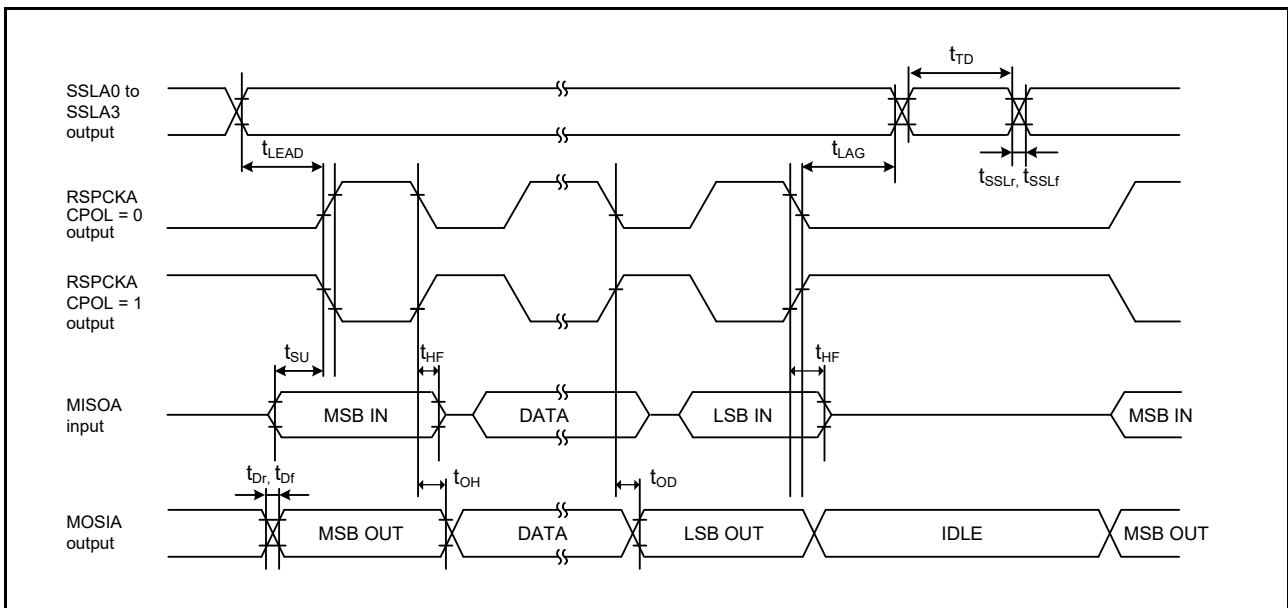 SSLA0 to
SSLA3
output
tTD
tLEAD
tLAG
tSSLr, tSSLf
RSPCKA
CPOL = 0
output
RSPCKA
CPOL = 1
output
tSU
tHF
tHF
MISOA
input
MSB IN
DATA
LSB IN
MSB IN
tDr, tDf
tOH
tOD
MOSIA
output
MSB OUT
DATA
LSB OUT
IDLE
MSB OUT